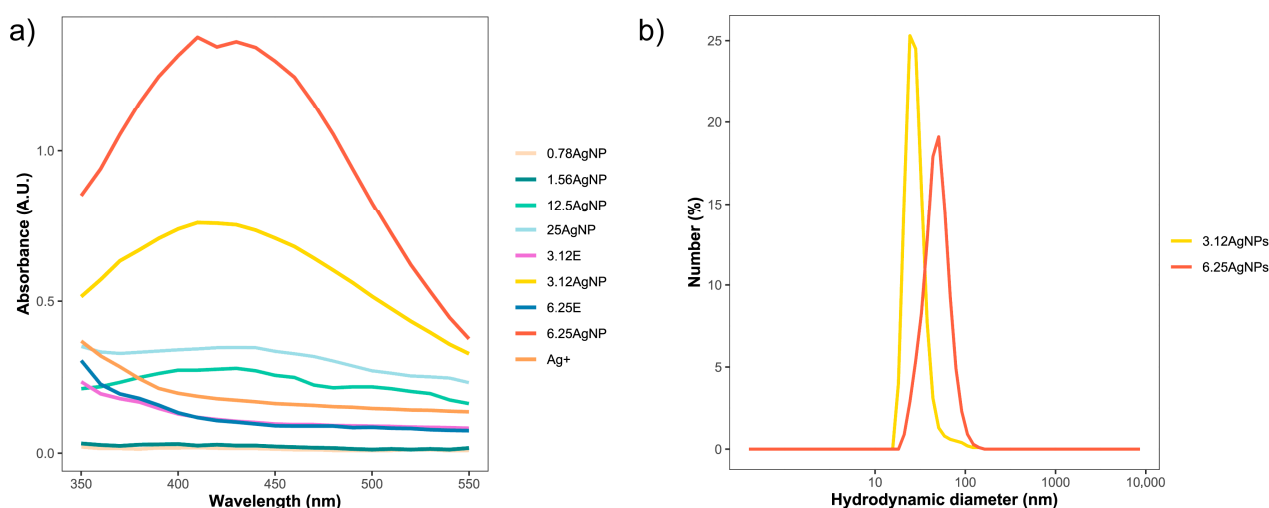 a)
Absorbance (A.U.)
1.0
0.5
0.0
350
400
450
500
550
Wavelength (nm)
0.78AgNP
1.56AgNP
12.5AgNP
25AgNP
3.12E
3.12AgNP
6.25E
6.25AgNP
Ag+
b)
Number (%)
25
20
15
10
5
0
10
100
1000
10,000
Hydrodynamic diameter (nm)
3.12AgNPs
6.25AgNPs